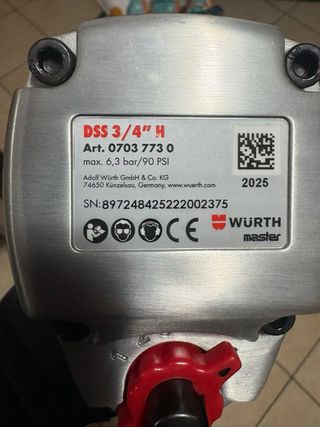 DSS 3/4" H
Art. 0703 773 0
max. 6,3 bar/90 PSI
Adolf Würth GmbH & Co. KG
74650 Künzelsau, Germany, www.wuerth.com
2025
SN:897248425222002375
CE
WÜRTH
master